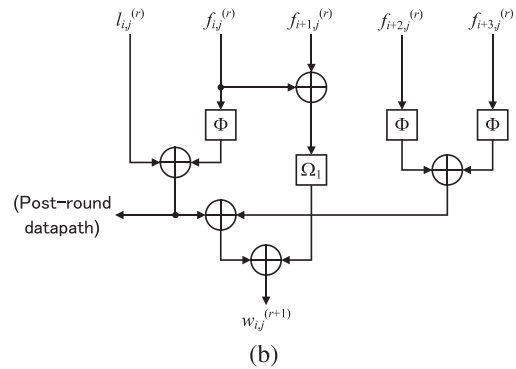 l_{i,j}^{(r)} f_{i,j}^{(r)} f_{i+1,j}^{(r)} f_{i+2,j}^{(r)} f_{i+3,j}^{(r)}
Φ Φ Φ
Ω_1
(Post-round
datapath)
w_{i,j}^{(r+1)}
(b)